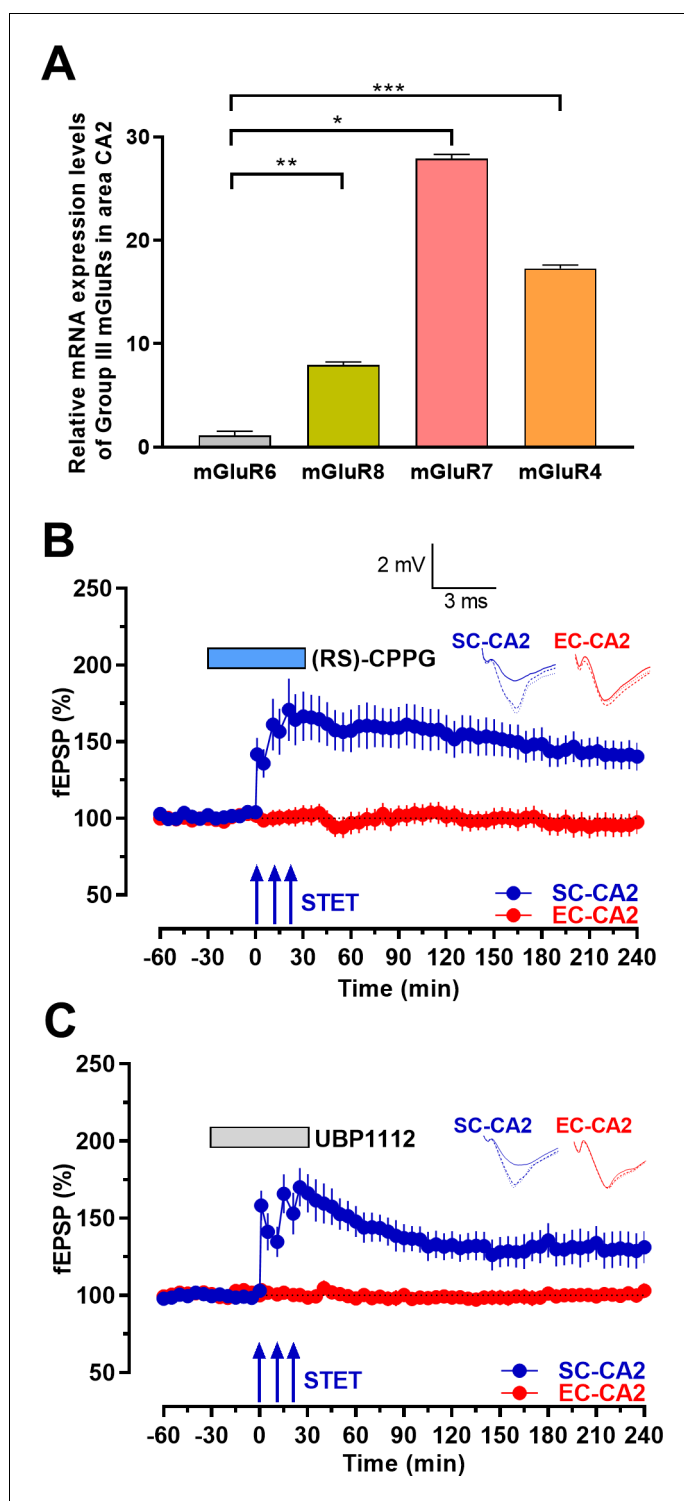 A
Relative mRNA expression levels
of Group III mGluRs in area CA2
***
*
**
30
20
10
0
mGluR6
mGluR8
mGluR7
mGluR4
B
2 mV
3 ms
fEPSP (%)
250
200
150
100
50
(RS)-CPPG
SC-CA2
EC-CA2
STET
SC-CA2
EC-CA2
-60 -30 0 30 60 90 120 150 180 210 240
Time (min)
C
fEPSP (%)
250
200
150
100
50
UBP1112
SC-CA2
EC-CA2
STET
SC-CA2
EC-CA2
-60 -30 0 30 60 90 120 150 180 210 240
Time (min)